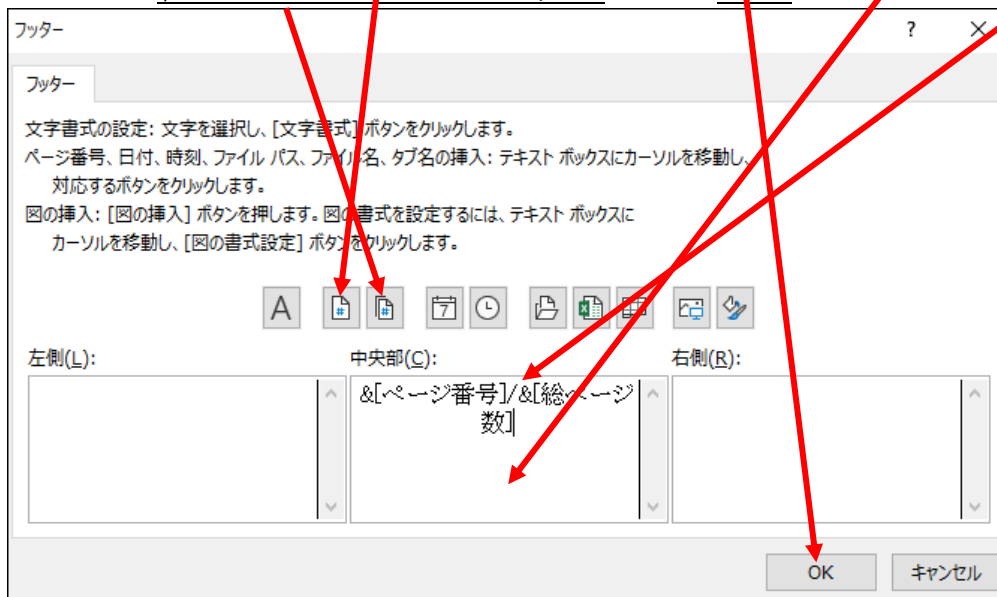 フッター ?
フッター
文字書式の設定: 文字を選択し、[文字書式] ボタンをクリックします。
ページ番号、日付、時刻、ファイル パス、ファイル名、タブ名の挿入: テキスト ボックスにカーソルを移動し、
対応するボタンをクリックします。
図の挿入: [図の挿入] ボタンを押します。図の書式を設定するには、テキスト ボックスに
カーソルを移動し、[図の書式設定] ボタンをクリックします。
A # # 7
左側(L): 中央部(C): 右側(R):
&[ページ番号]/&[総ページ
数]
OK キャンセル